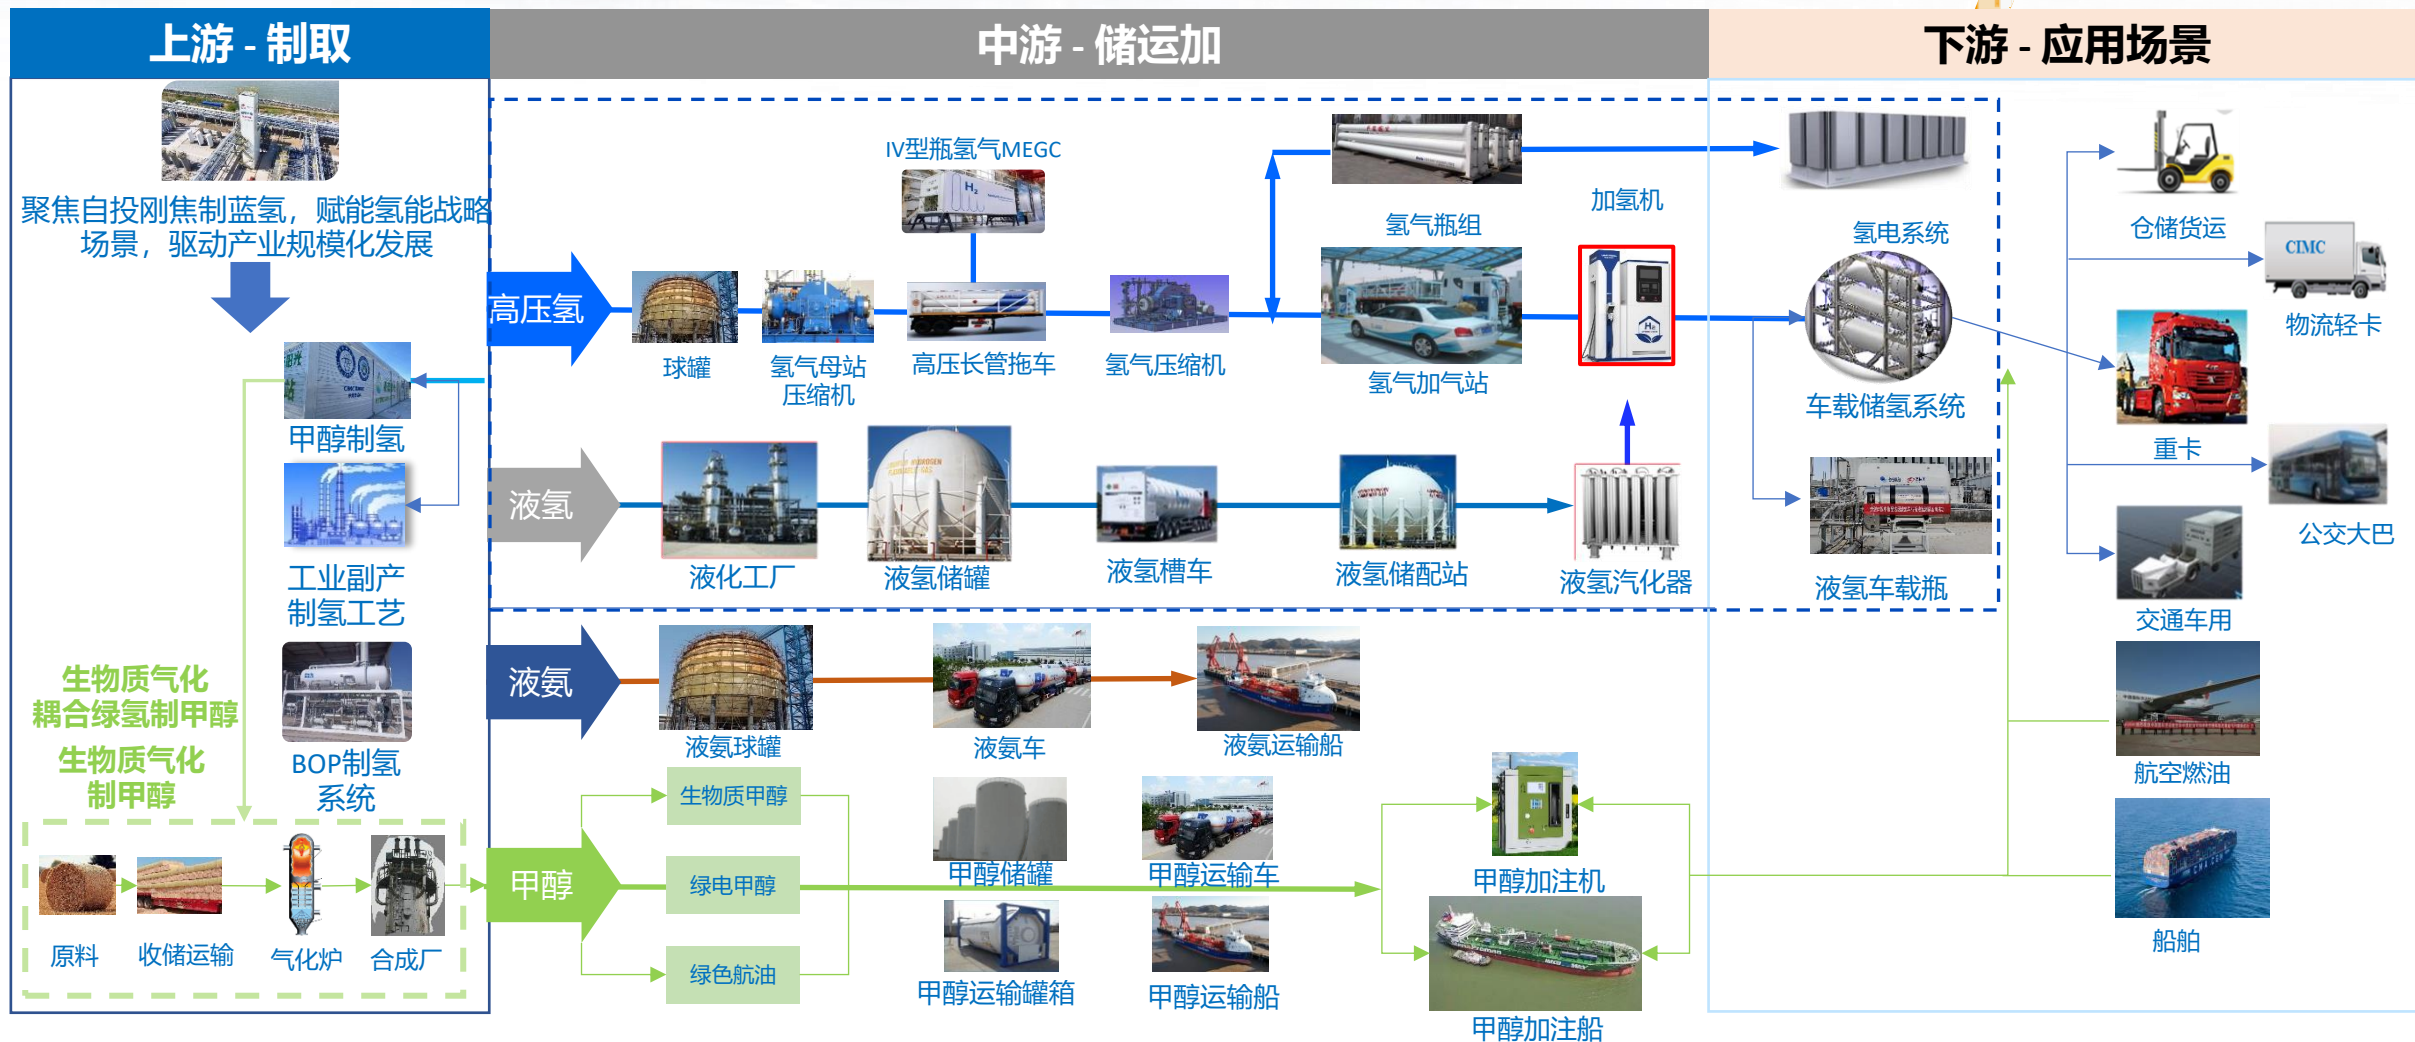 上游 - 制取
中游 - 储运加
下游 - 应用场景
聚焦自投刚焦制蓝氢，赋能氢能战略
场景，驱动产业规模化发展
甲醇制氢
工业副产
制氢工艺
BOP制氢
系统
生物质气化
耦合绿氢制甲醇
生物质气化
制甲醇
原料
收储运输
气化炉
合成厂
高压氢
球罐
氢气母站
压缩机
IV型瓶氢气MEGC
H2
高压长管拖车
氢气压缩机
氢气瓶组
氢气加气站
加氢机
H2
氢电系统
车载储氢系统
液氢车载瓶
液氢
液化工厂
液氢储罐
液氢槽车
液氢储配站
液氢汽化器
液氨
液氨球罐
液氨车
液氨运输船
甲醇
生物质甲醇
绿电甲醇
绿色航油
甲醇储罐
甲醇运输车
甲醇运输罐箱
甲醇运输船
甲醇加注机
甲醇加注船
仓储货运
CIMC
物流轻卡
重卡
公交大巴
交通车用
航空燃油
船舶